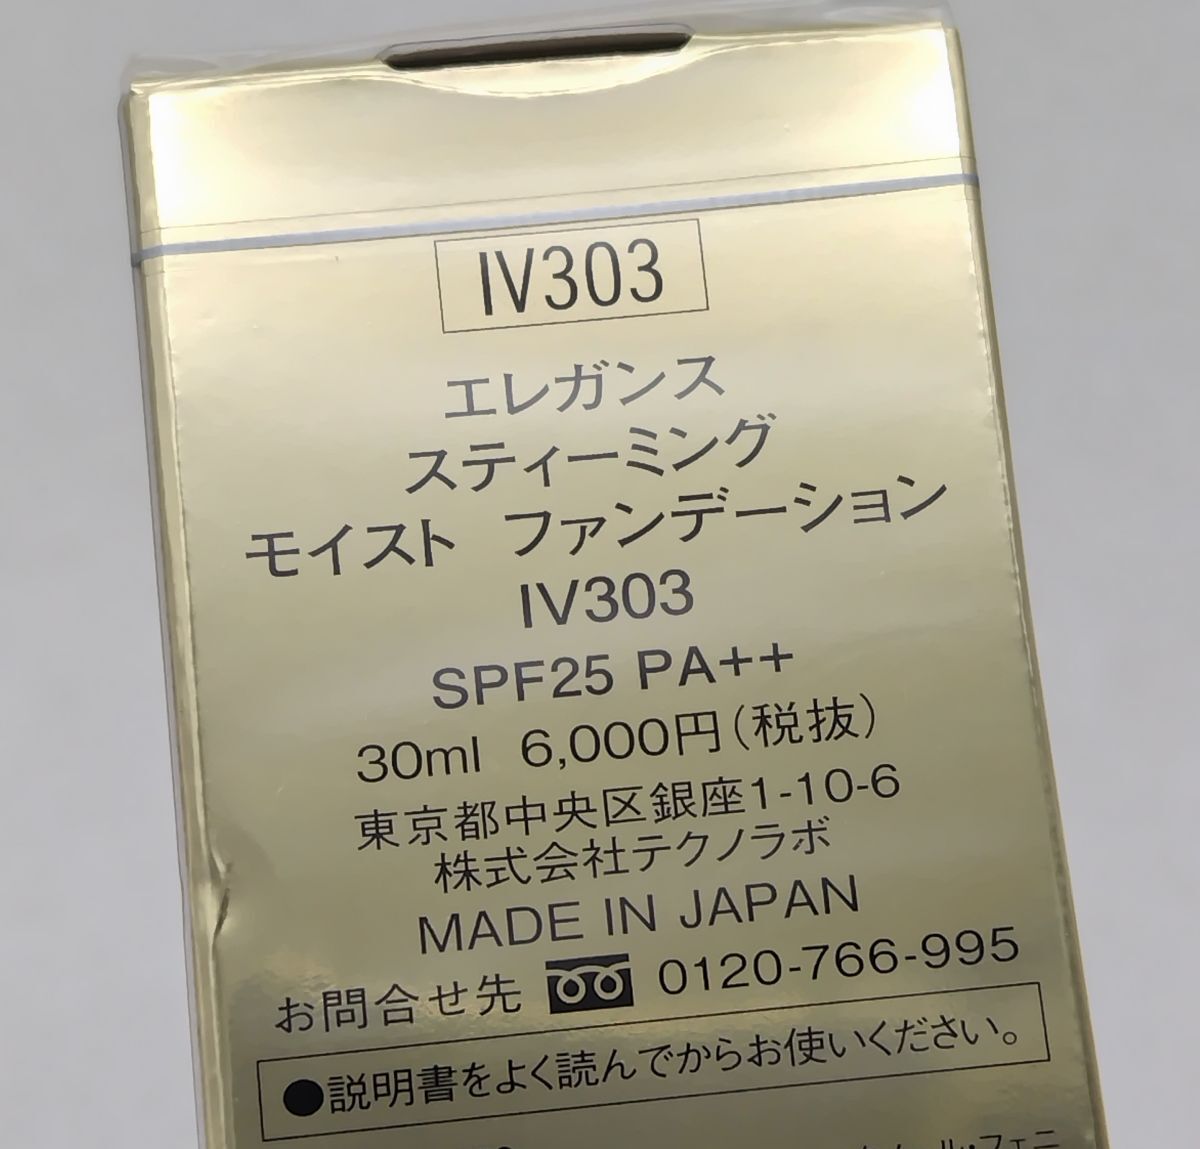 IV303
エレガンス
スティーミング
モイスト ファンデーション
IV303
SPF25 PA++
30ml 6,000円(税抜)
東京都中央区銀座1-10-6
株式会社テクノラボ
MADE IN JAPAN
お問合せ先 0120-766-995
●説明書をよく読んでからお使いください。